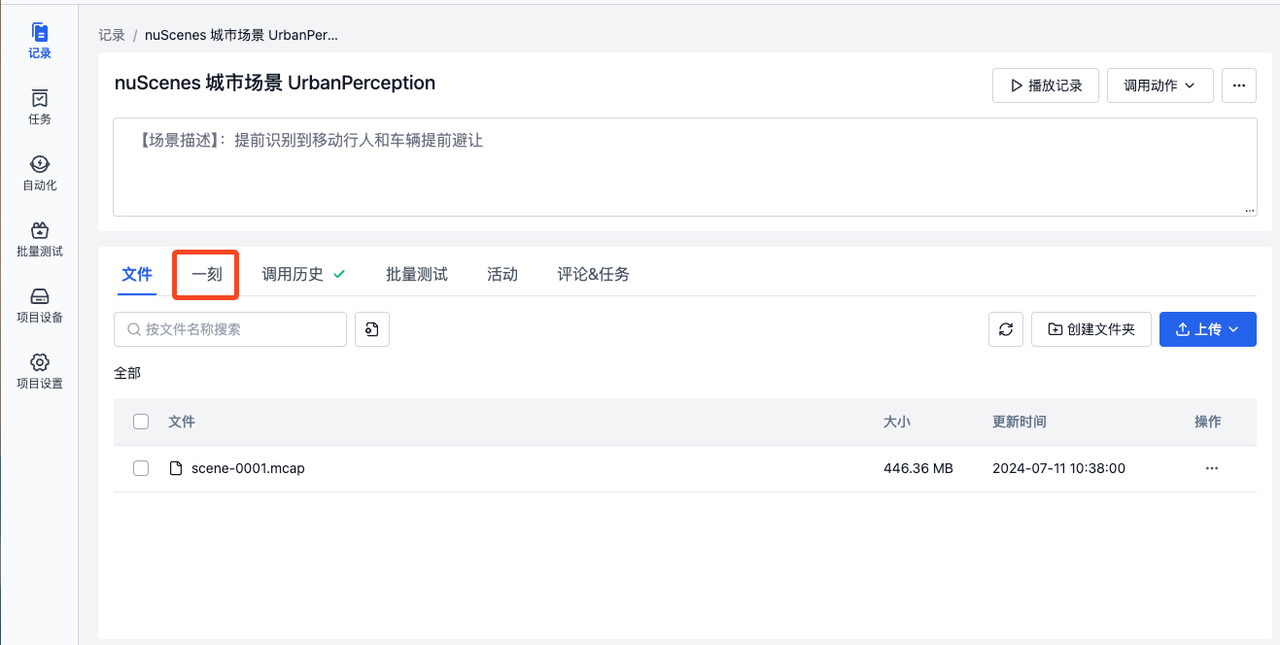 记录
任务
自动化
批量测试
项目设备
项目设置
记录 / nuScenes 城市场景 UrbanPer...
nuScenes 城市场景 UrbanPerception
播放记录 调用动作 ...
【场景描述】：提前识别到移动行人和车辆提前避让
...
文件 一刻 调用历史 批量测试 活动 评论&任务
按文件名称搜索 创建文件夹 上传
全部
文件 大小 更新时间 操作
scene-0001.mcap 446.36 MB 2024-07-11 10:38:00 ...